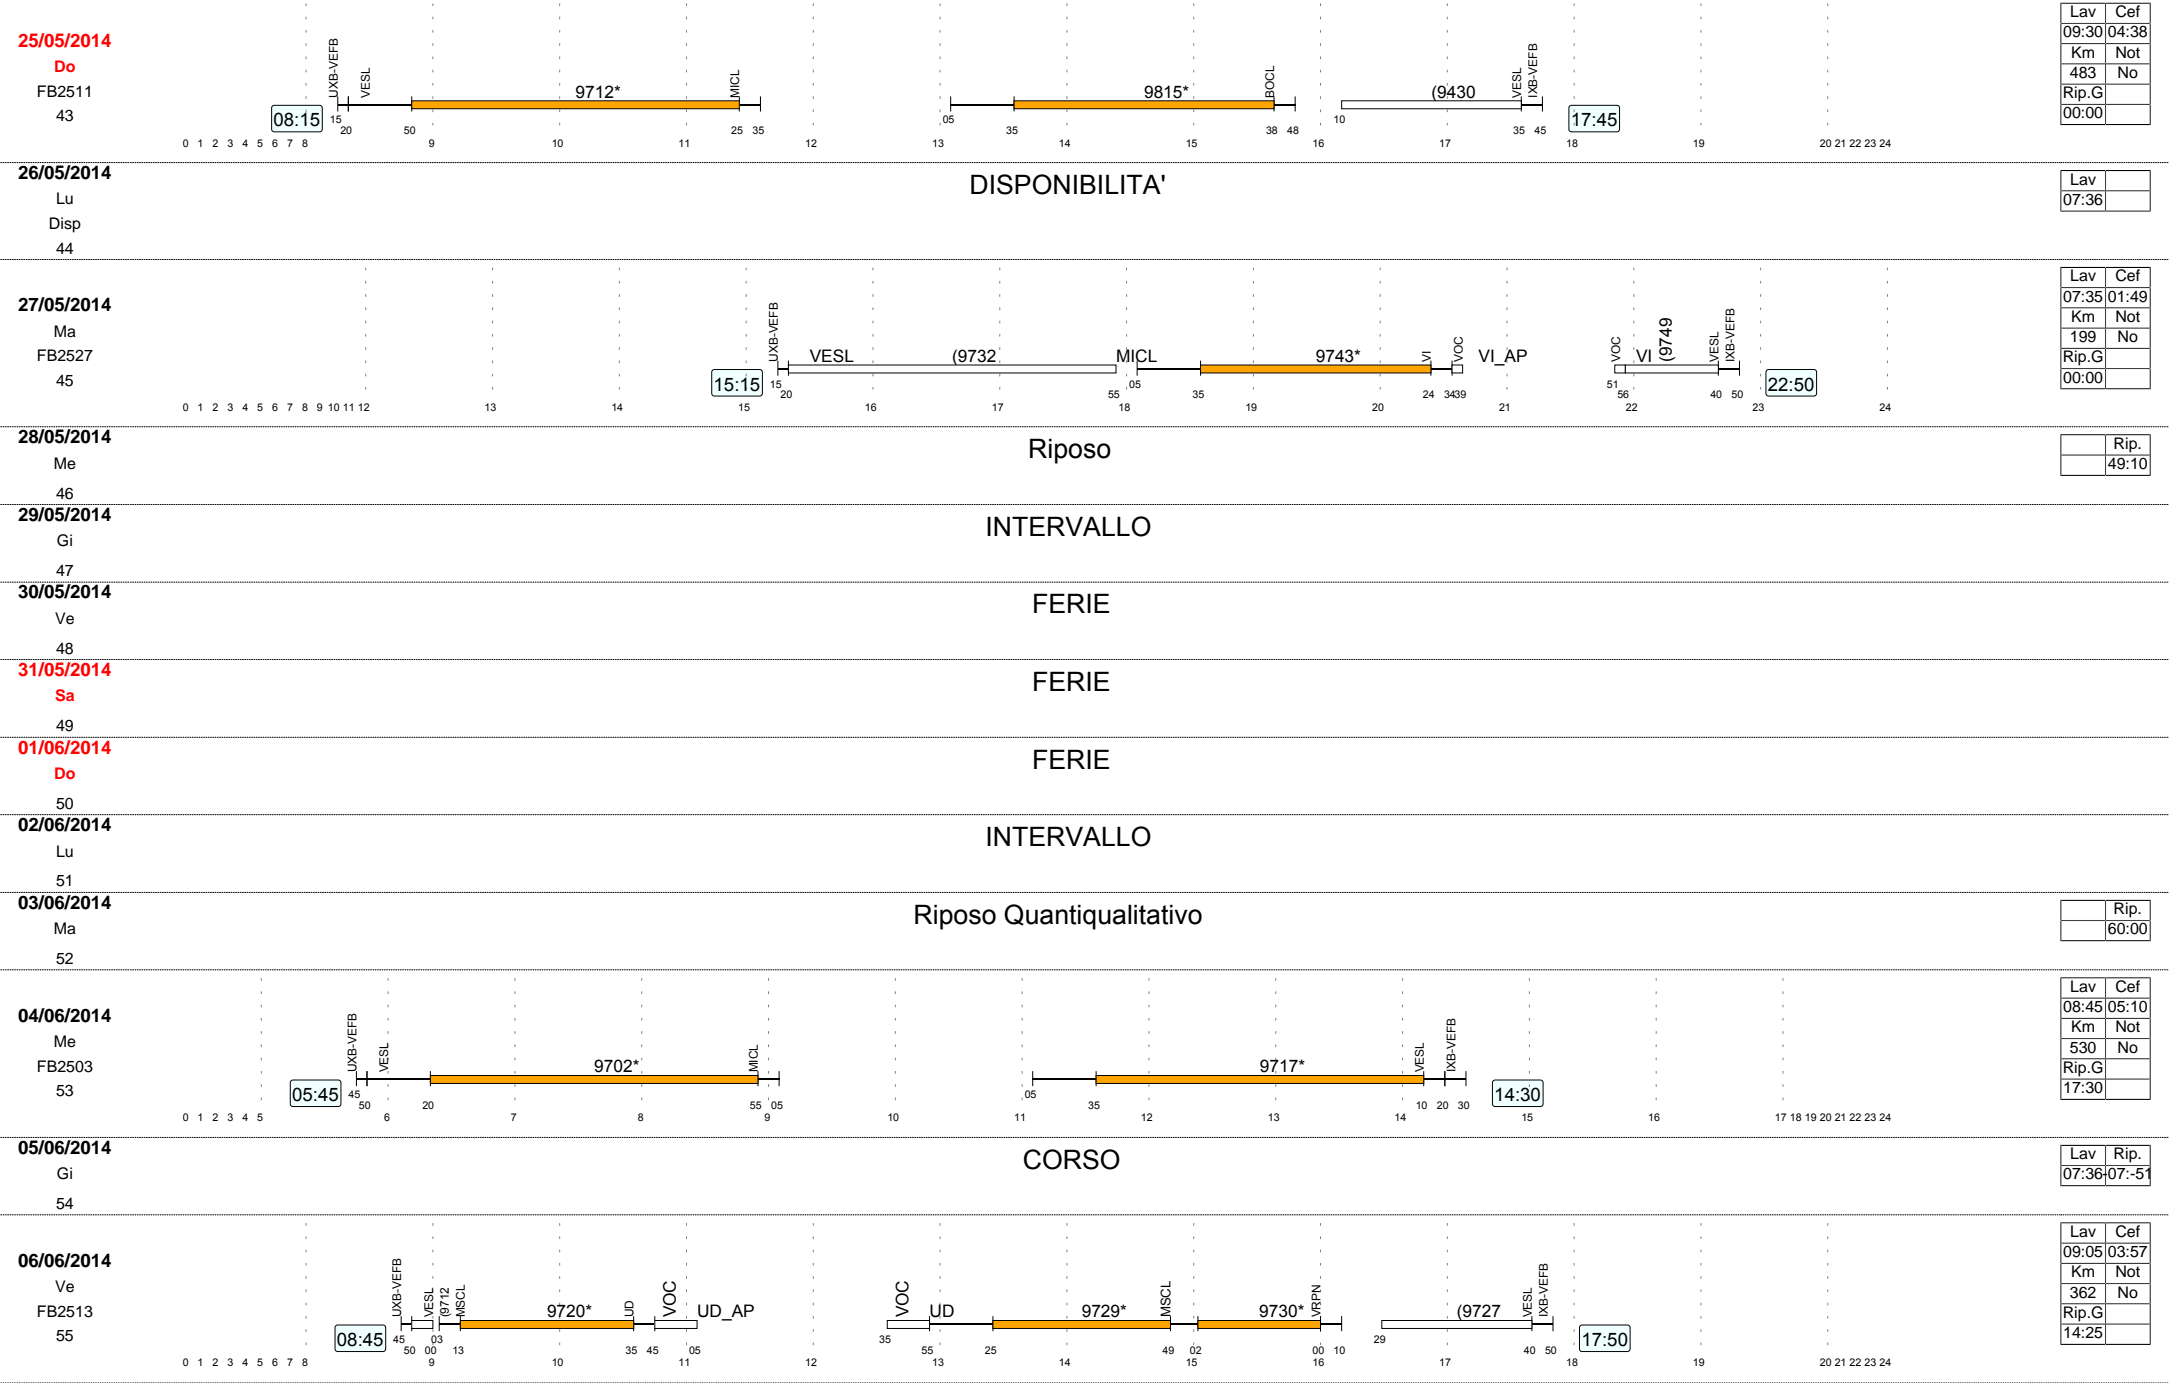 25/05/2014
Do
FB2511
43
08:15
UXB-VEFB VESL 9712* MICL 9815* BOCL (9430 VESL IXB-VEFB
15 20 50 25 35 05 35 38 48 10 35 45
17:45
0 1 2 3 4 5 6 7 8 9 10 11 12 13 14 15 16 17 18 19 20 21 22 23 24
Lav Cef
09:30 04:38
Km Not
483 No
Rip.G
00:00
26/05/2014
Lu
Disp
44
DISPONIBILITA'
Lav
07:36
27/05/2014
Ma
FB2527
45
15:15
UXB-VEFB VESL (9732 MICL 9743* VI VOC VI_AP VOC VI (9749 VESL IXB-VEFB
15 20 55 05 35 24 34 39 51 56 40 50
22:50
0 1 2 3 4 5 6 7 8 9 10 11 12 13 14 15 16 17 18 19 20 21 22 23 24
Lav Cef
07:35 01:49
Km Not
199 No
Rip.G
00:00
28/05/2014
Me
46
Riposo
Rip.
49:10
29/05/2014
Gi
47
INTERVALLO
30/05/2014
Ve
48
FERIE
31/05/2014
Sa
49
FERIE
01/06/2014
Do
50
FERIE
02/06/2014
Lu
51
INTERVALLO
03/06/2014
Ma
52
Riposo Quantiqualitativo
Rip.
60:00
04/06/2014
Me
FB2503
53
05:45
UXB-VEFB VESL 9702* MICL 9717* VESL IXB-VEFB
45 50 20 55 05 05 35 10 20 30
14:30
0 1 2 3 4 5 6 7 8 9 10 11 12 13 14 15 16 17 18 19 20 21 22 23 24
Lav Cef
08:45 05:10
Km Not
530 No
Rip.G
17:30
05/06/2014
Gi
54
CORSO
Lav Rip.
07:36 -07:-51
06/06/2014
Ve
FB2513
55
08:45
UXB-VEFB VESL (9712 MSCL 9720* UD VOC UD_AP VOC UD 9729* MSCL 9730* VRPN (9727 VESL IXB-VEFB
45 50 00 03 13 35 45 05 35 55 25 49 02 00 10 29 40 50
17:50
0 1 2 3 4 5 6 7 8 9 10 11 12 13 14 15 16 17 18 19 20 21 22 23 24
Lav Cef
09:05 03:57
Km Not
362 No
Rip.G
14:25